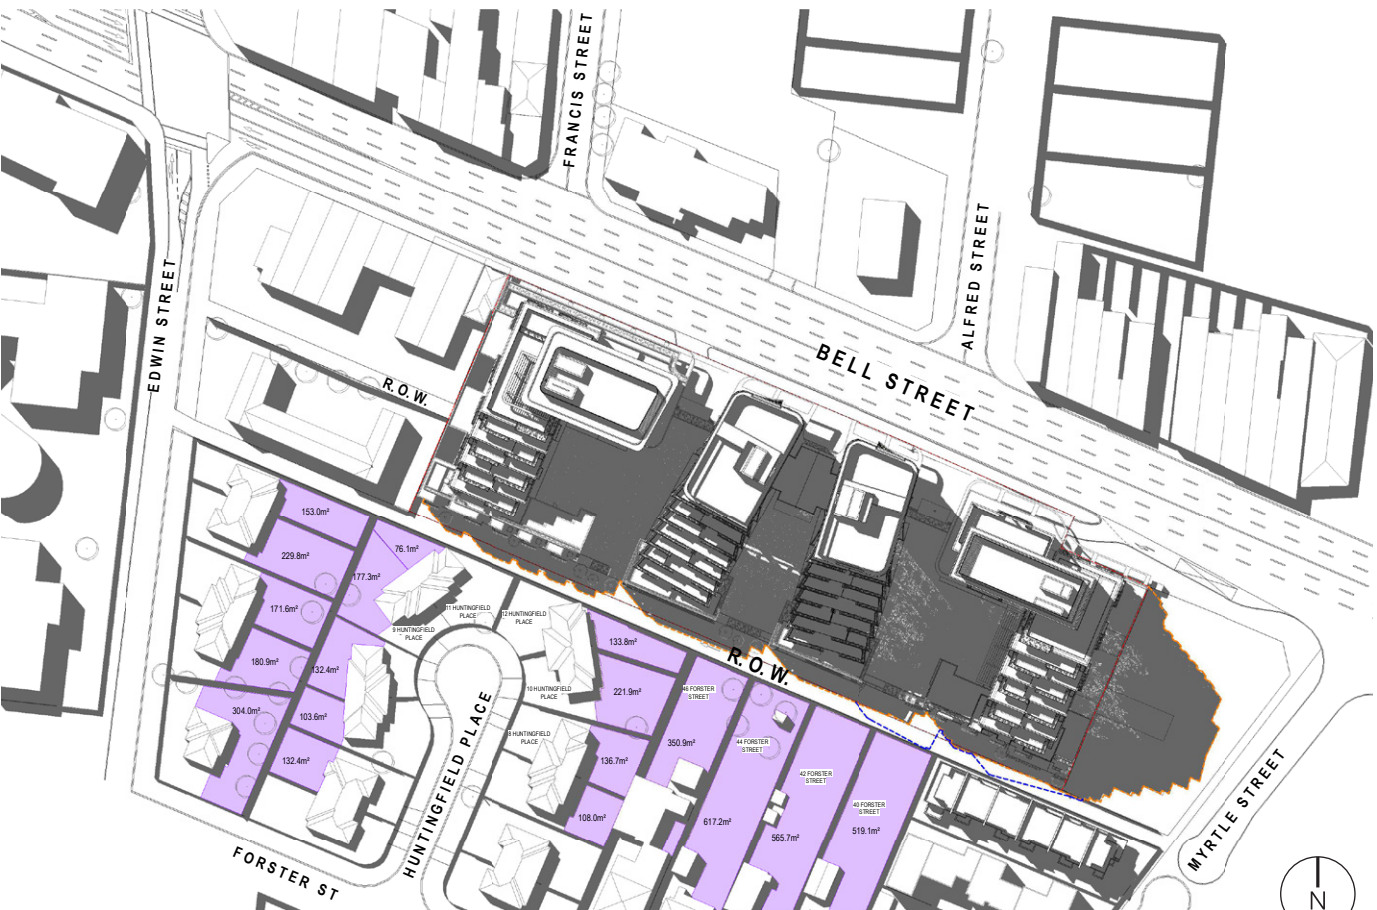 FRANCIS STREET
ALFRED STREET
EDWIN STREET
BELL STREET
R.O.W.
153.0m²
229.8m²
76.1m²
177.3m²
171.6m²
11 HUNTINGFIELD
PLACE
12 HUNTINGFIELD
PLACE
9 HUNTINGFIELD
PLACE
133.8m²
R.O.W.
180.9m²
132.4m²
10 HUNTINGFIELD
PLACE
221.9m²
46 FORSTER
STREET
304.0m²
103.6m²
8 HUNTINGFIELD
PLACE
350.9m²
44 FORSTER
STREET
132.4m²
136.7m²
42 FORSTER
STREET
HUNTINGFIELD PLACE
108.0m²
617.2m²
565.7m²
40 FORSTER
STREET
519.1m²
MYRTLE STREET
FORSTER ST
N